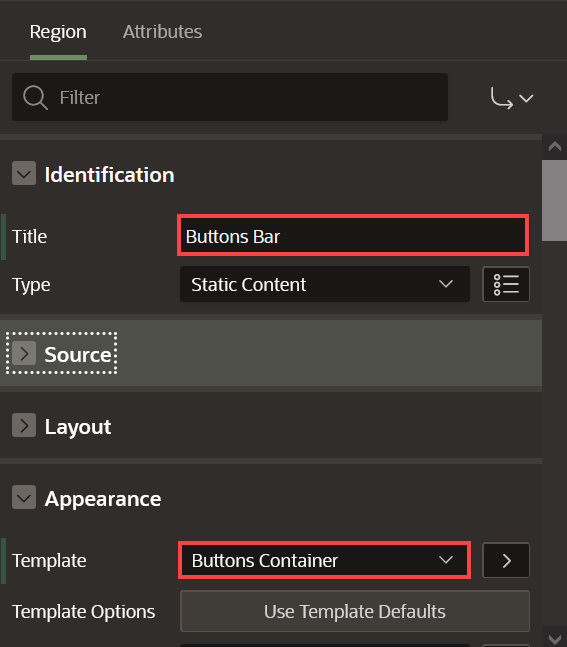 Region Attributes
Filter
Identification
Title Buttons Bar
Type Static Content
Source
Layout
Appearance
Template Buttons Container
Template Options Use Template Defaults